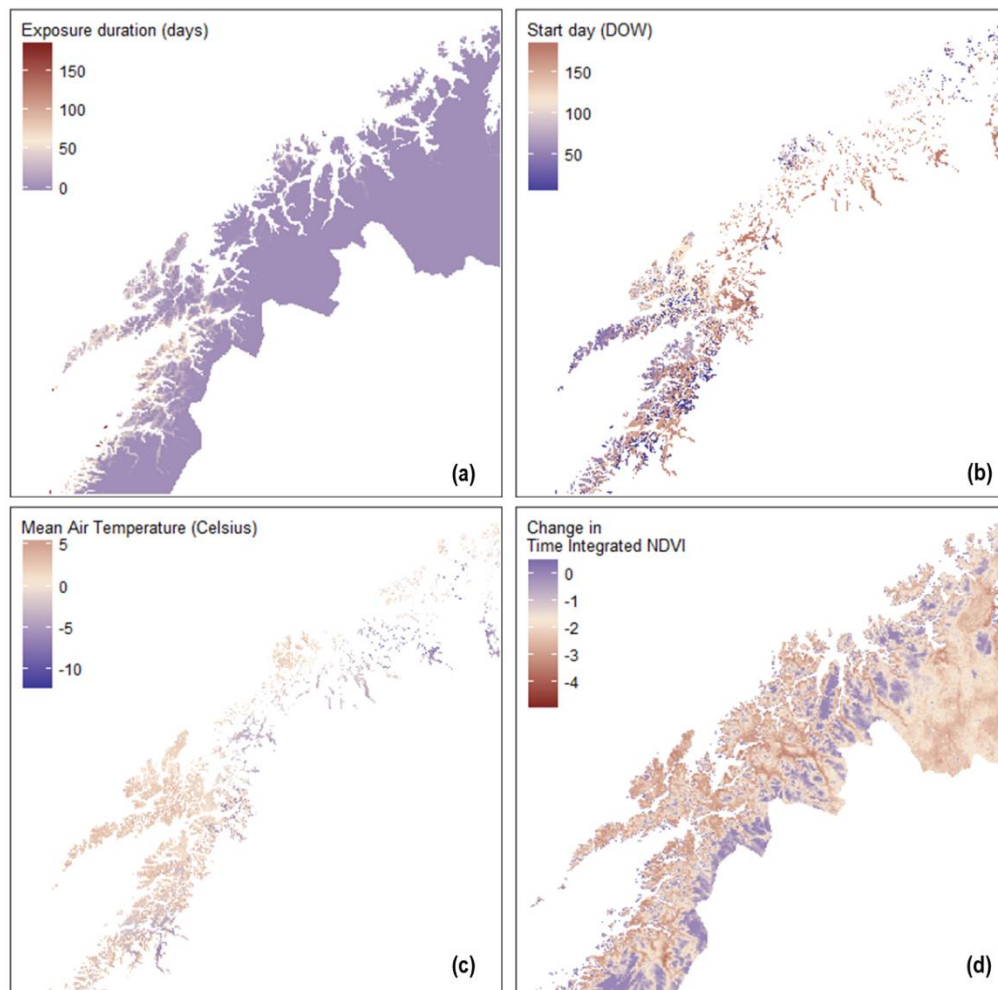 Exposure duration (days)
150
100
50
0
(a)
Start day (DOW)
150
100
50
(b)
Mean Air Temperature (Celsius)
5
0
-5
-10
(c)
Change in
Time Integrated NDVI
0
-1
-2
-3
-4
(d)